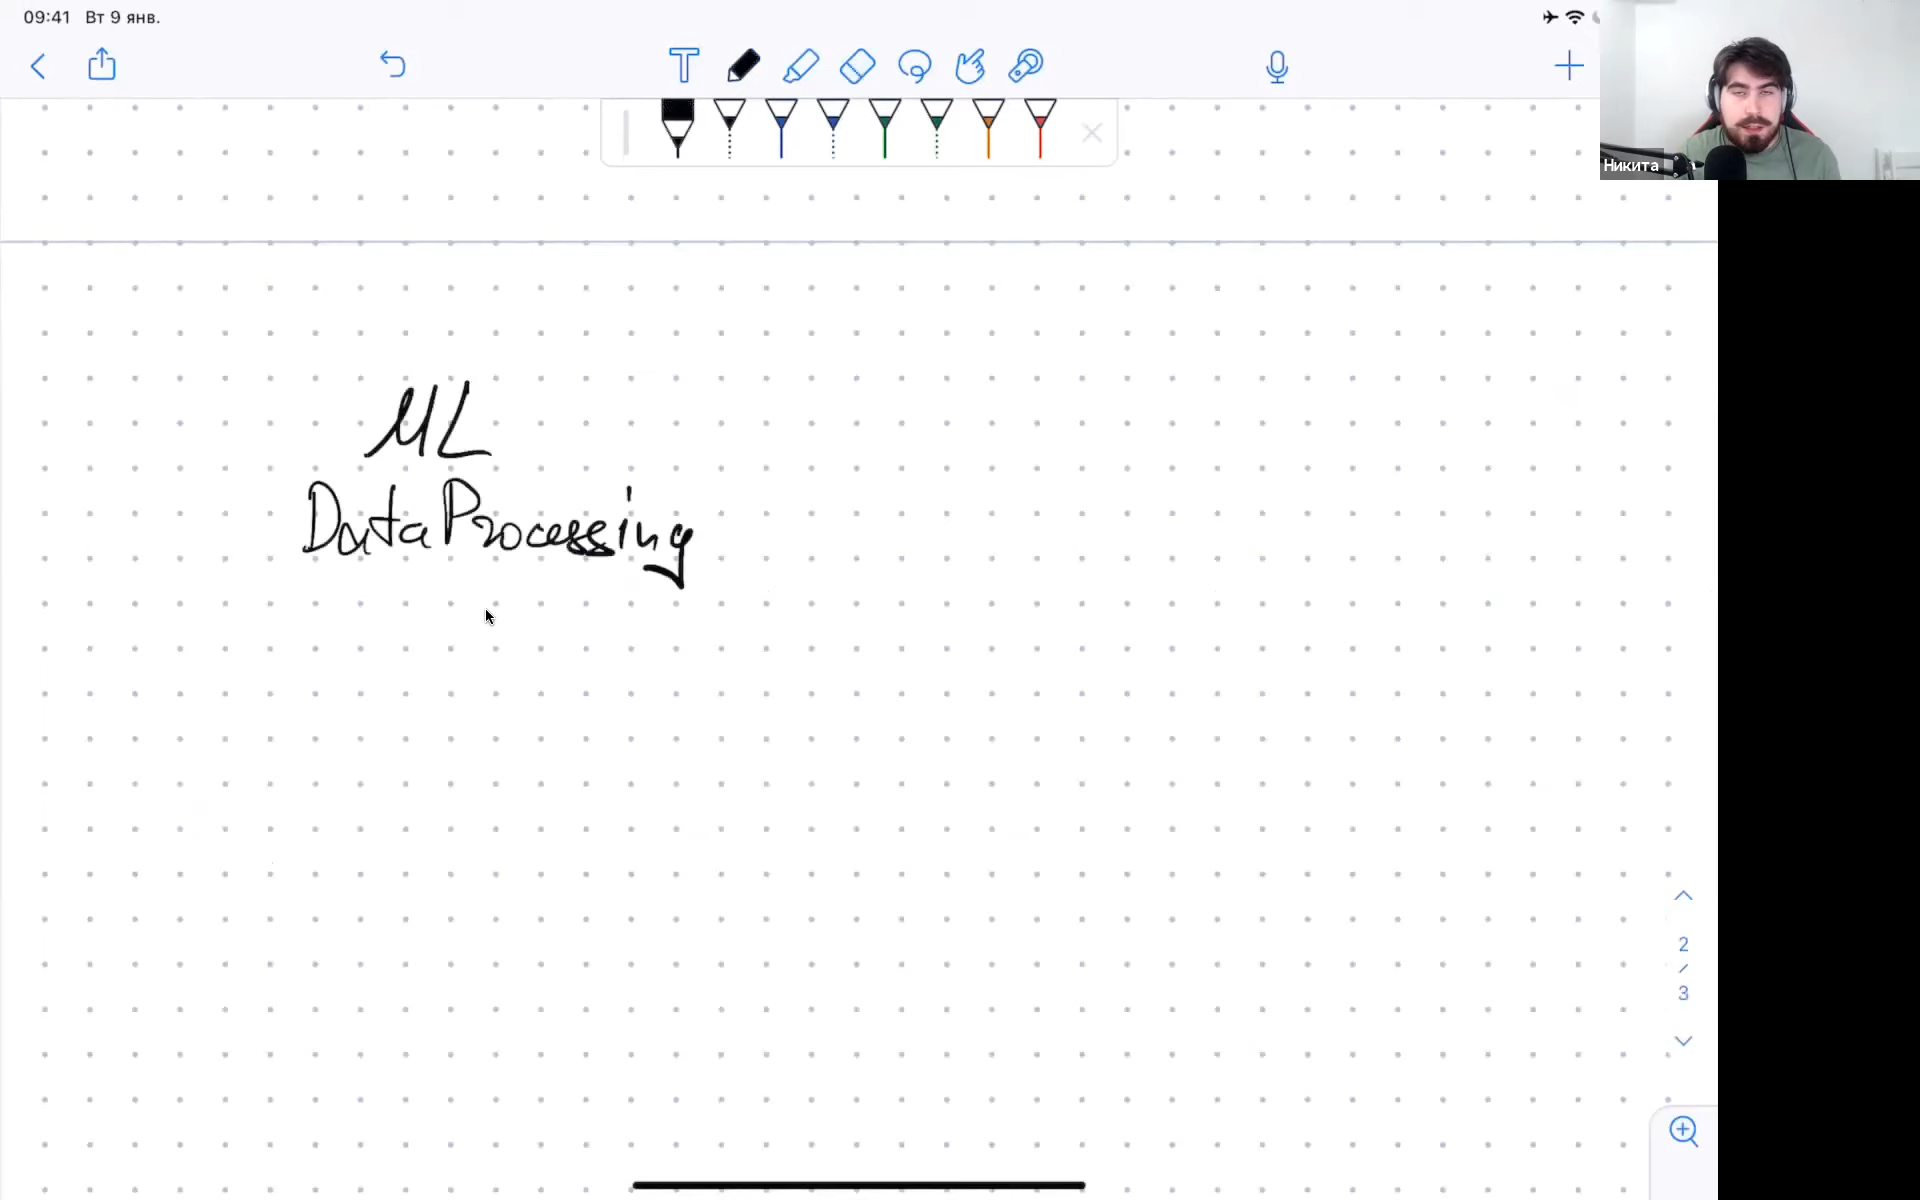 09:41 Вт 9 янв.
Никита
ML
DataProcessing
2
/
3